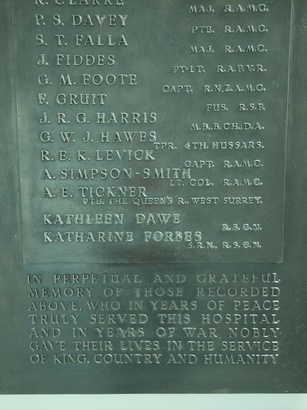 R. CLARKE MAJ. R.A.M.C.
P. S. DAVEY PTE. R.A.M.C.
S. T. FALLA MAJ. R.A.M.C.
J. FIDDES PT-LT. R.A.F.V.R.
G. M. FOOTE CAPT. R.N.Z.A.M.C.
F. GRUIT FUS. R.S.F.
J. R. G. HARRIS M.B.B.CH.D.A.
G. W. J. HAWES TPR. 4TH. HUSSARS.
R. E. K. LEVICK CAPT. R.A.M.C.
A. SIMPSON-SMITH LT. COL. R.A.M.C.
A. E. TICKNER THE QUEEN'S R. WEST SURREY.
KATHLEEN DAWE R.S.C.N.
KATHARINE FORBES S.R.N., R.S.C.N.
IN PERPETUAL AND GRATEFUL
MEMORY OF THOSE RECORDED
ABOVE, WHO IN YEARS OF PEACE
TRULY SERVED THIS HOSPITAL
AND IN YEARS OF WAR NOBLY
GAVE THEIR LIVES IN THE SERVICE
OF KING, COUNTRY AND HUMANITY